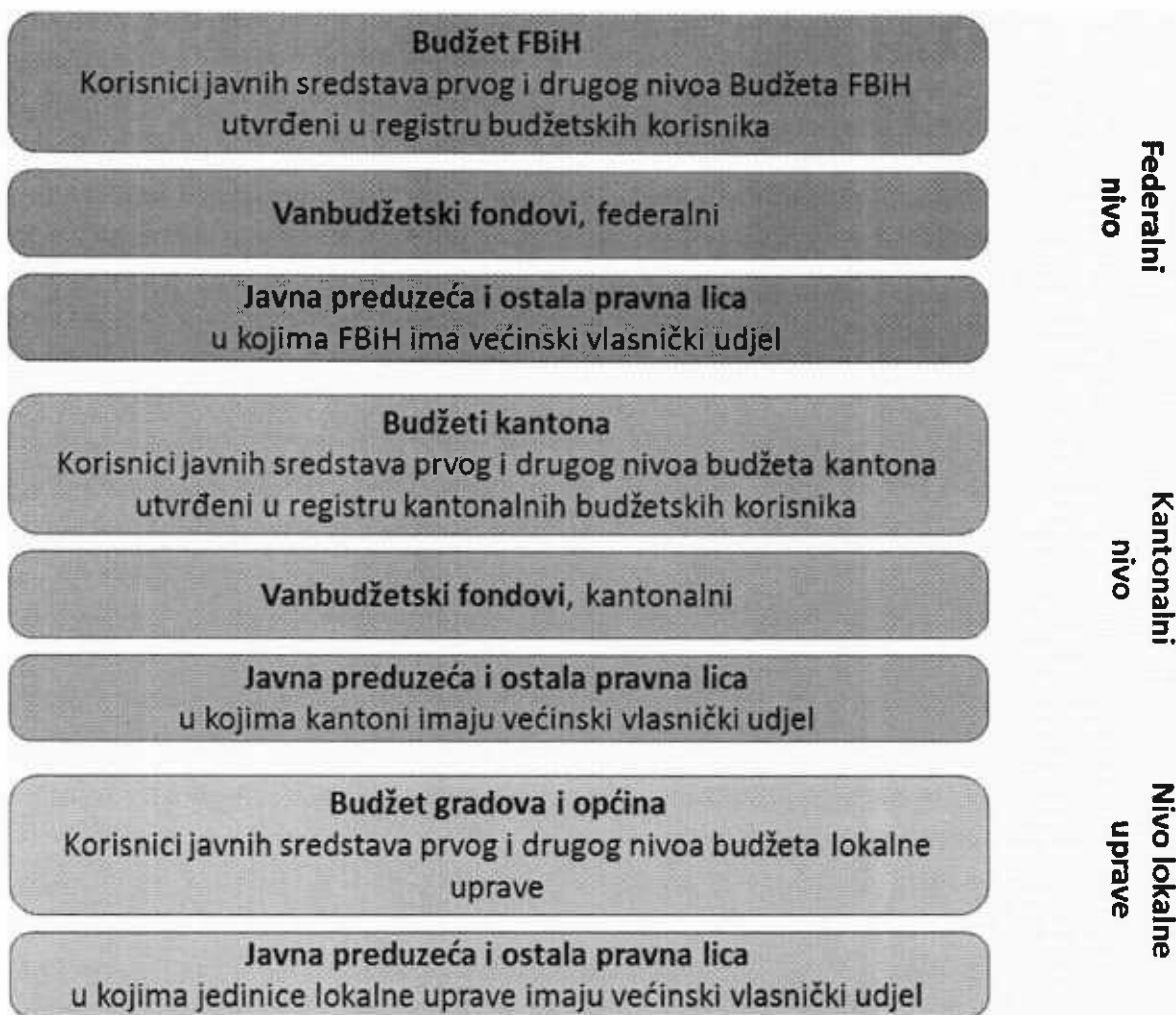 Budžet FBiH
Korisnici javnih sredstava prvog i drugog nivoa Budžeta FBiH
utvrđeni u registru budžetskih korisnika
Vanbudžetski fondovi, federalni
Javna preduzeća i ostala pravna lica
u kojima FBiH ima većinski vlasnički udjel
Federalni
nivo
Budžeti kantona
Korisnici javnih sredstava prvog i drugog nivoa budžeta kantona
utvrđeni u registru kantonalnih budžetskih korisnika
Vanbudžetski fondovi, kantonalni
Javna preduzeća i ostala pravna lica
u kojima kantoni imaju većinski vlasnički udjel
Kantonalni
nivo
Budžet gradova i općina
Korisnici javnih sredstava prvog i drugog nivoa budžeta lokalne
uprave
Javna preduzeća i ostala pravna lica
u kojima jedinice lokalne uprave imaju većinski vlasnički udjel
Nivo lokalne
uprave